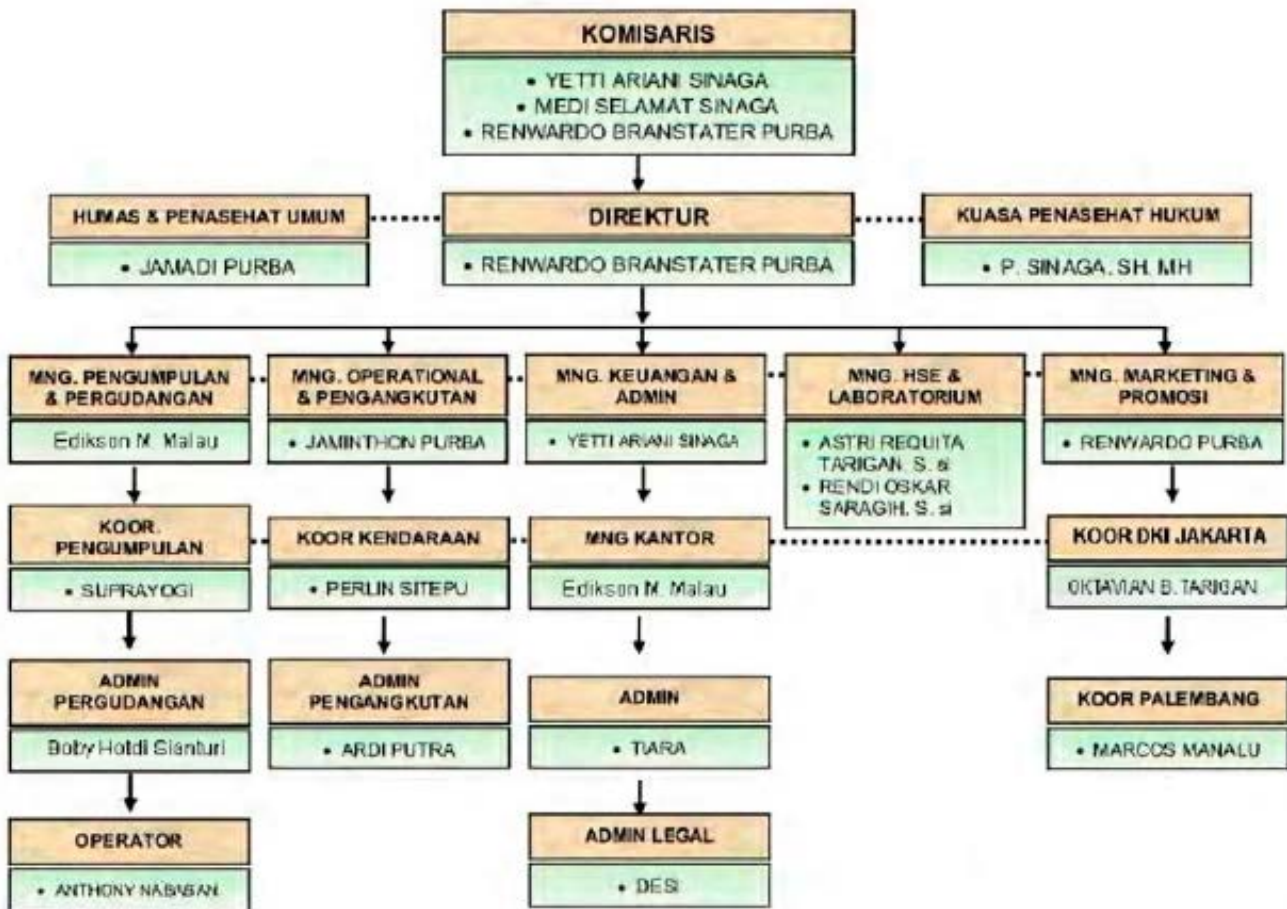 KOMISARIS
• YETTI ARIANI SINAGA
• MEDI SELAMAT SINAGA
• RENWARDO BRANSTATER PURBA
HUMAS & PENASEHAT UMUM
• JAMADI PURBA
DIREKTUR
• RENWARDO BRANSTATER PURBA
KUASA PENASEHAT HUKUM
• P. SINAGA. SH. MH
MNG. PENGUMPULAN
& PERGUDANGAN
Edikson M. Malau
MNG. OPERATIONAL
& PENGANGKUTAN
• JAMINTHON PURBA
MNG. KEUANGAN &
ADMIN
• YETTI ARIANI SINAGA
MNG. HSE &
LABORATORIUM
• ASTRI REQUITA
TARIGAN. S. si
• RENDI OSKAR
SARAGIH. S. si
MNG. MARKETING &
PROMOSI
• RENWARDO PURBA
KOOR.
PENGUMPULAN
• SUPRAYOGI
KOOR KENDARAAN
• PERLIN SITEPU
MNG KANTOR
Edikson M. Malau
KOOR DKI JAKARTA
OKTAVIAN B. TARIGAN
ADMIN
PERGUDANGAN
Boby Hotdi Sianturi
ADMIN
PENGANGKUTAN
• ARDI PUTRA
ADMIN
• TIARA
KOOR PALEMBANG
• MARCOS MANALU
OPERATOR
• ANTHONY NABABAN
ADMIN LEGAL
• DESI